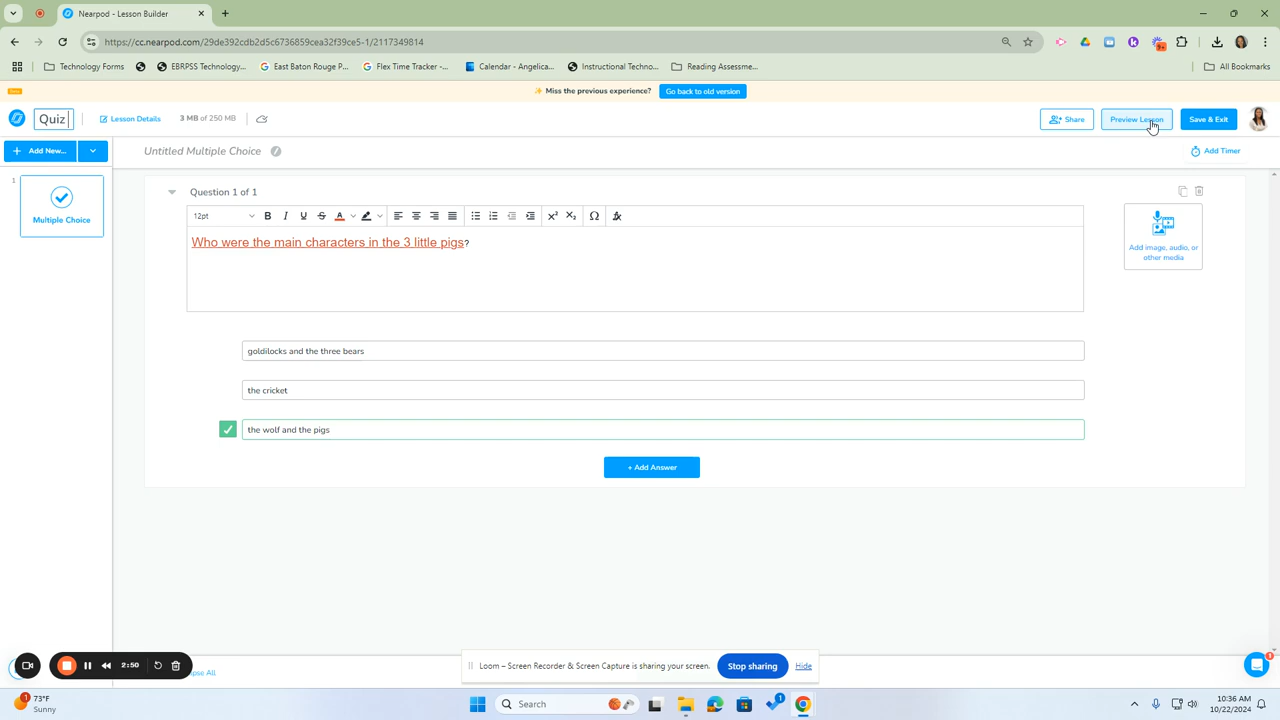 Nearpod - Lesson Builder
https://cc.nearpod.com/29de392cdb2d5c6736859cea32f39ce5-1/2117349814
9+
Technology Forms
EBRPSS Technology...
East Baton Rouge P...
Flex Time Tracker -...
Calendar - Angelica...
Instructional Techno...
Reading Assessme...
All Bookmarks
✨ Miss the previous experience?
Go back to old version
Quiz
Lesson Details
3 MB of 250 MB
Share
Preview Lesson
Save & Exit
+ Add New...
Untitled Multiple Choice
Add Timer
1
Multiple Choice
Question 1 of 1
12pt
Who were the main characters in the 3 little pigs?
Add image, audio, or
other media
goldilocks and the three bears
the cricket
the wolf and the pigs
+ Add Answer
2:50
pse All
Loom – Screen Recorder & Screen Capture is sharing your screen.
Stop sharing
Hide
1
73°F
Sunny
1
Search
1
10:36 AM
10/22/2024